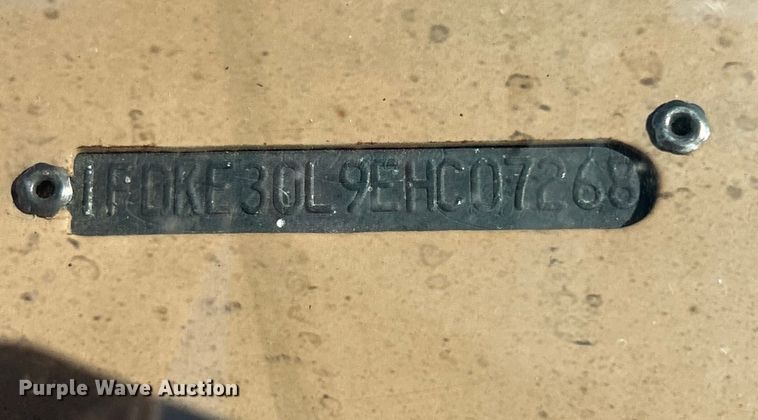 1FDKE30L9EHC07268
Purple Wave Auction